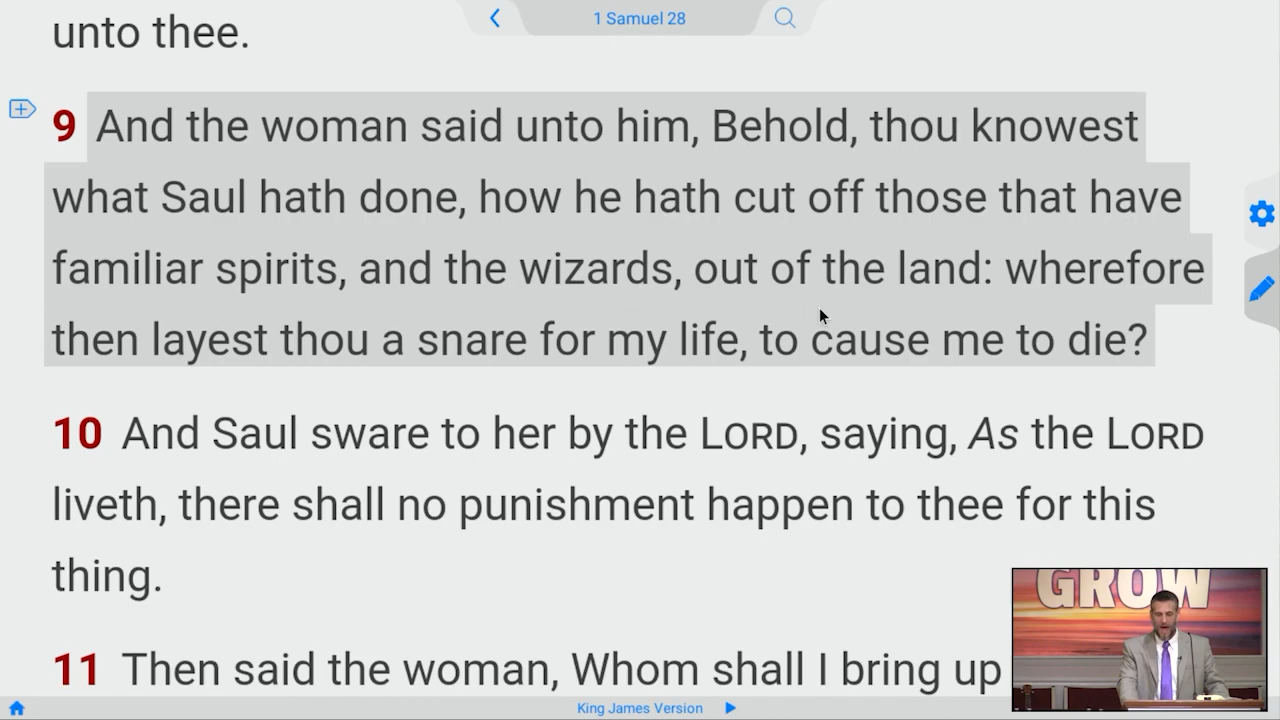 1 Samuel 28
unto thee.
9 And the woman said unto him, Behold, thou knowest
what Saul hath done, how he hath cut off those that have
familiar spirits, and the wizards, out of the land: wherefore
then layest thou a snare for my life, to cause me to die?
10 And Saul sware to her by the LORD, saying, As the LORD
liveth, there shall no punishment happen to thee for this
thing.
11 Then said the woman, Whom shall I bring up
GROW
King James Version